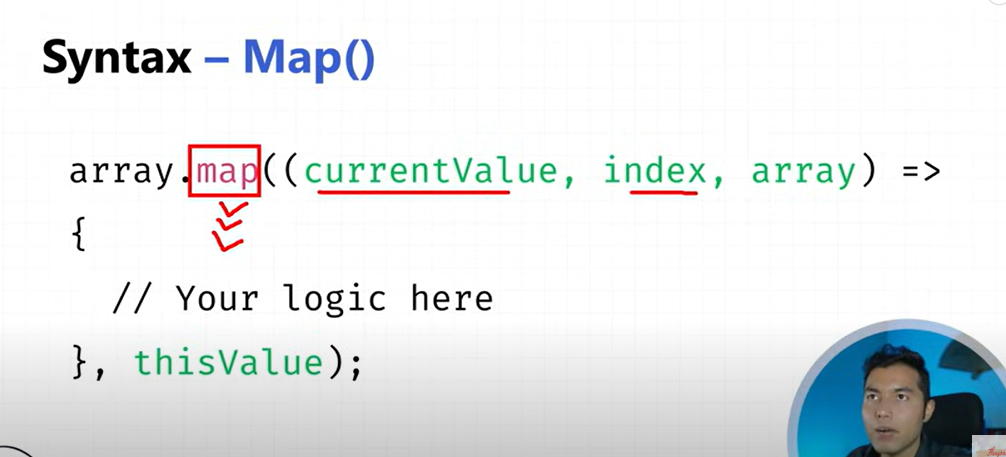 Syntax – Map()
array.map((currentValue, index, array) =>
{
// Your logic here
}, thisValue);